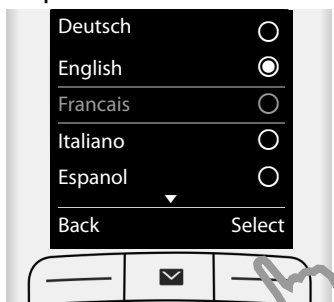 Deutsch
English
Francais
Italiano
Espanol
Back Select